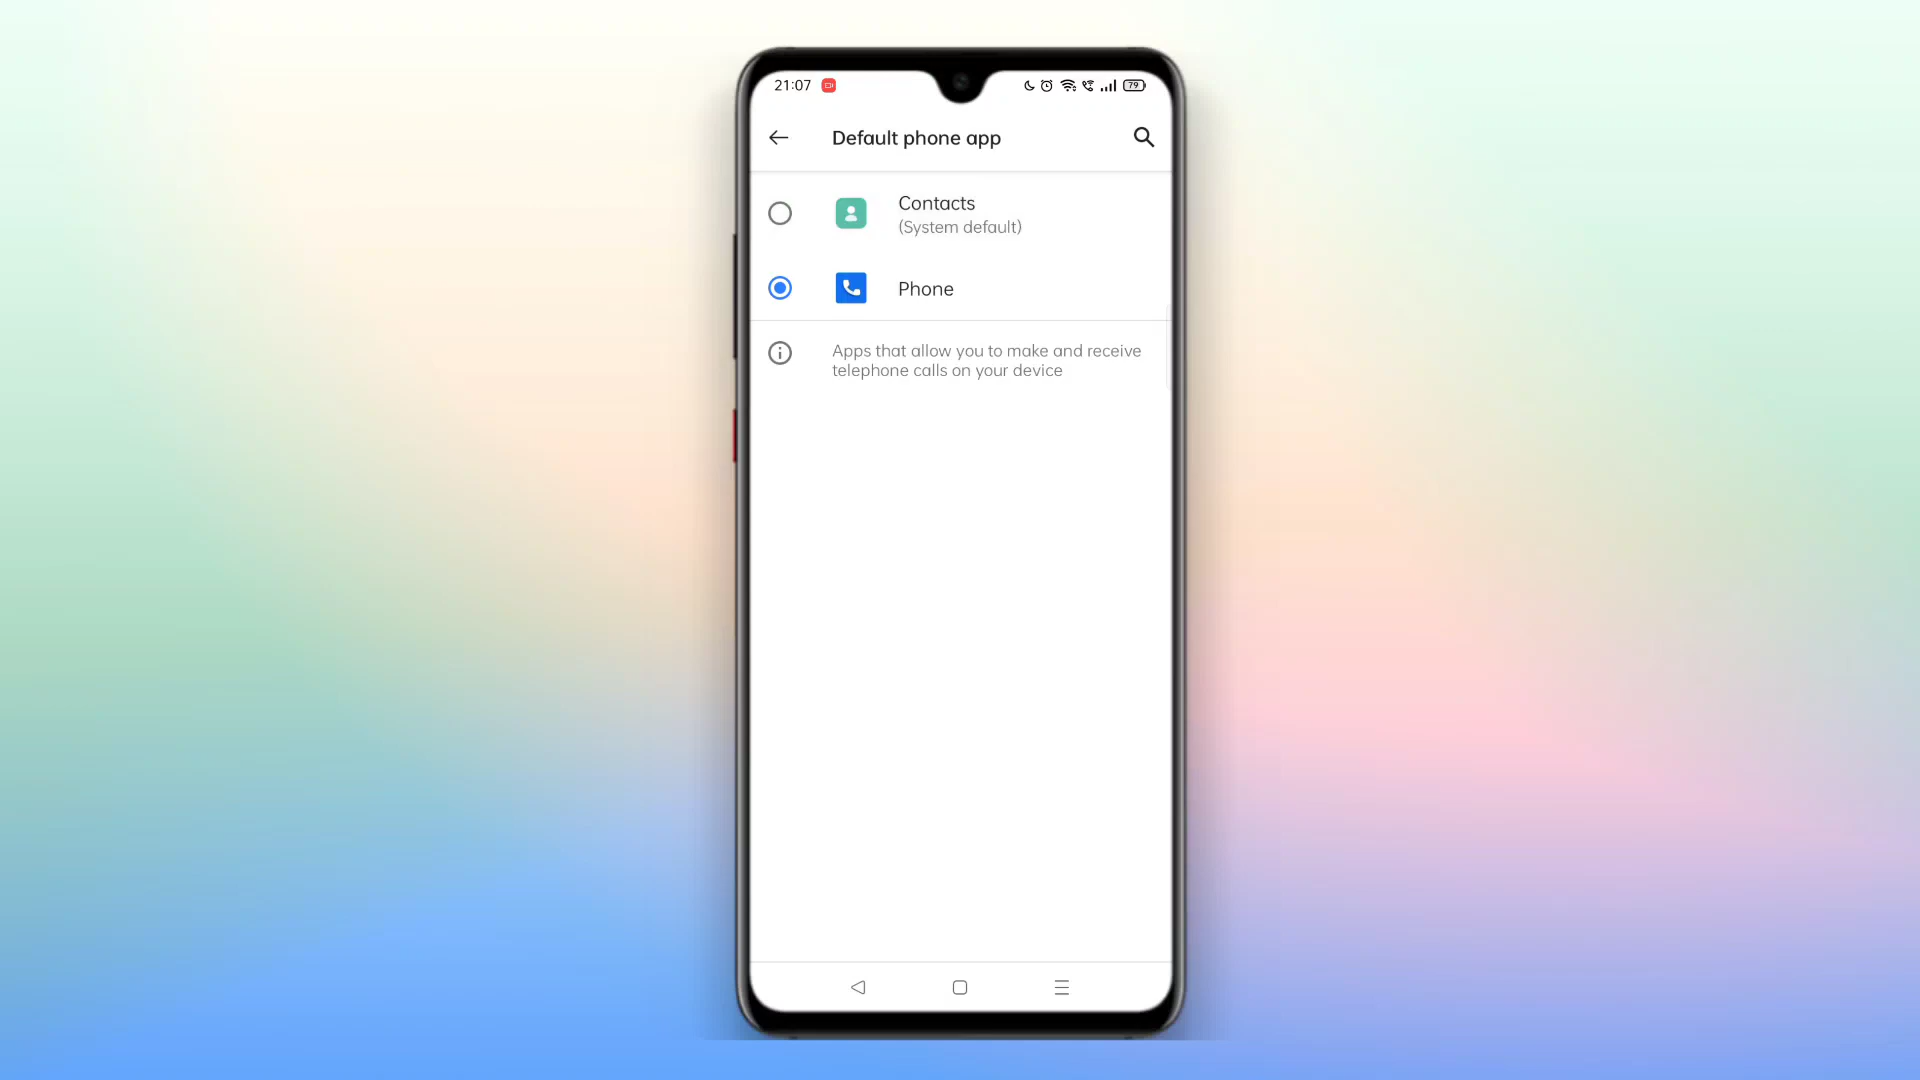 21:07
79
Default phone app
Contacts
(System default)
Phone
Apps that allow you to make and receive
telephone calls on your device